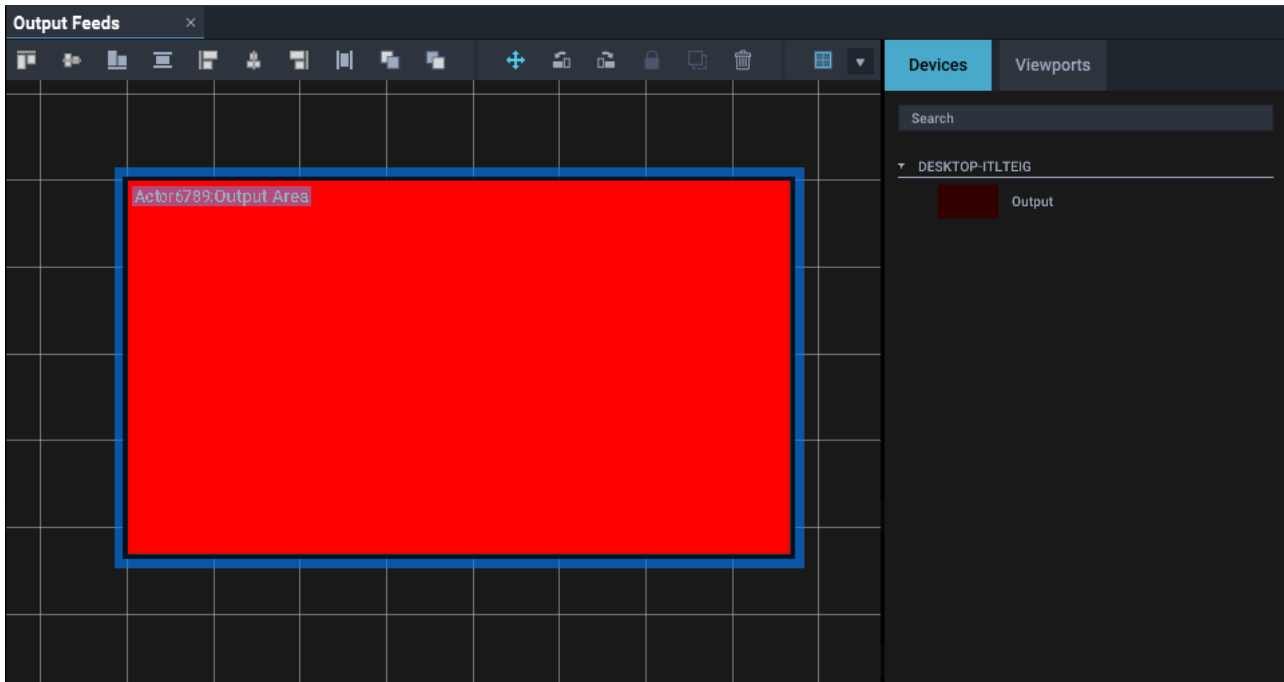 Output Feeds
Devices
Viewports
Search
DESKTOP-ITLTEIG
Output
Actor6789:Output Area